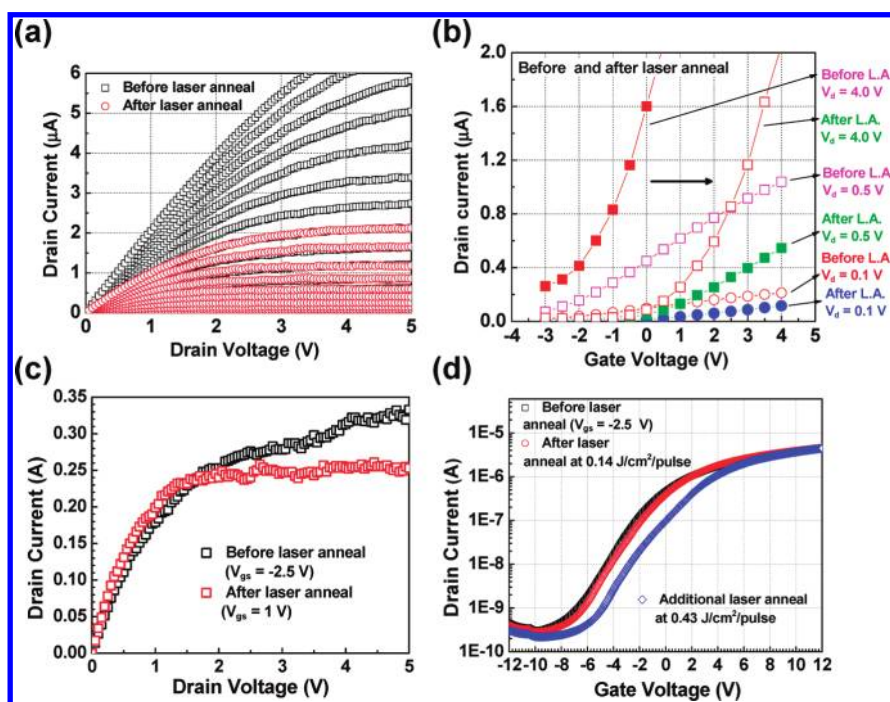 (a)
6
5
4
3
2
1
0
Before laser anneal
After laser anneal
Drain Current (μA)
0 1 2 3 4 5
Drain Voltage (V)
(b)
2.0
1.6
1.2
0.8
0.4
0.0
Before and after laser anneal
Drain current (μA)
-4 -3 -2 -1 0 1 2 3 4 5
Gate Voltage (V)
Before L.A
V_d = 4.0 V
After L.A.
V_d = 4.0 V
Before L.A
V_d = 0.5 V
After L.A.
V_d = 0.5 V
Before L.A
V_d = 0.1 V
After L.A.
V_d = 0.1 V
(c)
0.35
0.30
0.25
0.20
0.15
0.10
0.05
0.00
Drain Current (A)
Before laser anneal
(V_gs = -2.5 V)
After laser anneal
(V_gs = 1 V)
0 1 2 3 4 5
Drain Voltage (V)
(d)
Before laser
anneal (V_gs = -2.5 V)
After laser
anneal at 0.14 J/cm²/pulse
1E-5
1E-6
1E-7
1E-8
1E-9
1E-10
Drain Current (A)
Additional laser anneal
at 0.43 J/cm²/pulse
-12 -10 -8 -6 -4 -2 0 2 4 6 8 10 12
Gate Voltage (V)